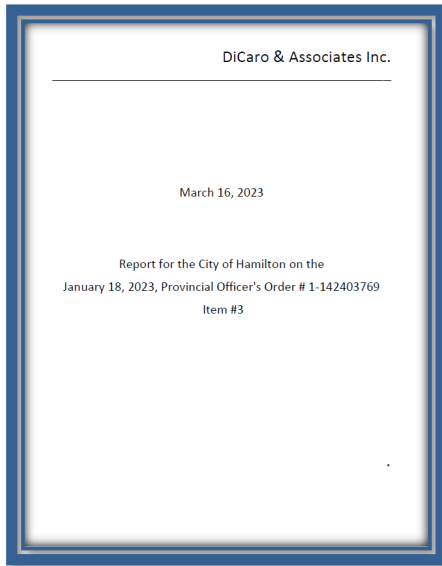 DiCaro & Associates Inc.
March 16, 2023
Report for the City of Hamilton on the
January 18, 2023, Provincial Officer's Order # 1-142403769
Item #3
.